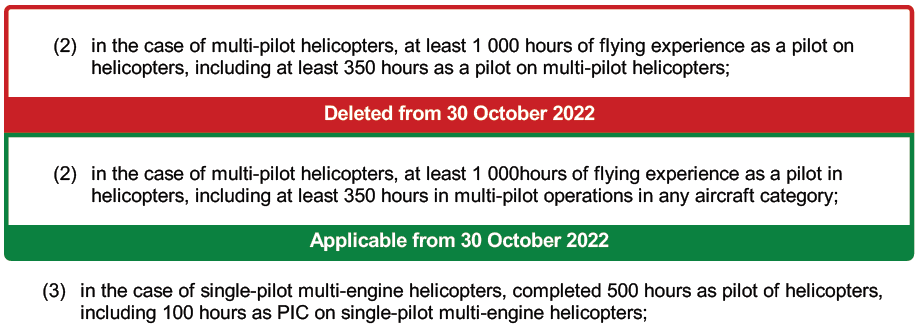 (2) in the case of multi-pilot helicopters, at least 1 000 hours of flying experience as a pilot on
helicopters, including at least 350 hours as a pilot on multi-pilot helicopters;
Deleted from 30 October 2022
(2) in the case of multi-pilot helicopters, at least 1 000hours of flying experience as a pilot in
helicopters, including at least 350 hours in multi-pilot operations in any aircraft category;
Applicable from 30 October 2022
(3) in the case of single-pilot multi-engine helicopters, completed 500 hours as pilot of helicopters,
including 100 hours as PIC on single-pilot multi-engine helicopters;